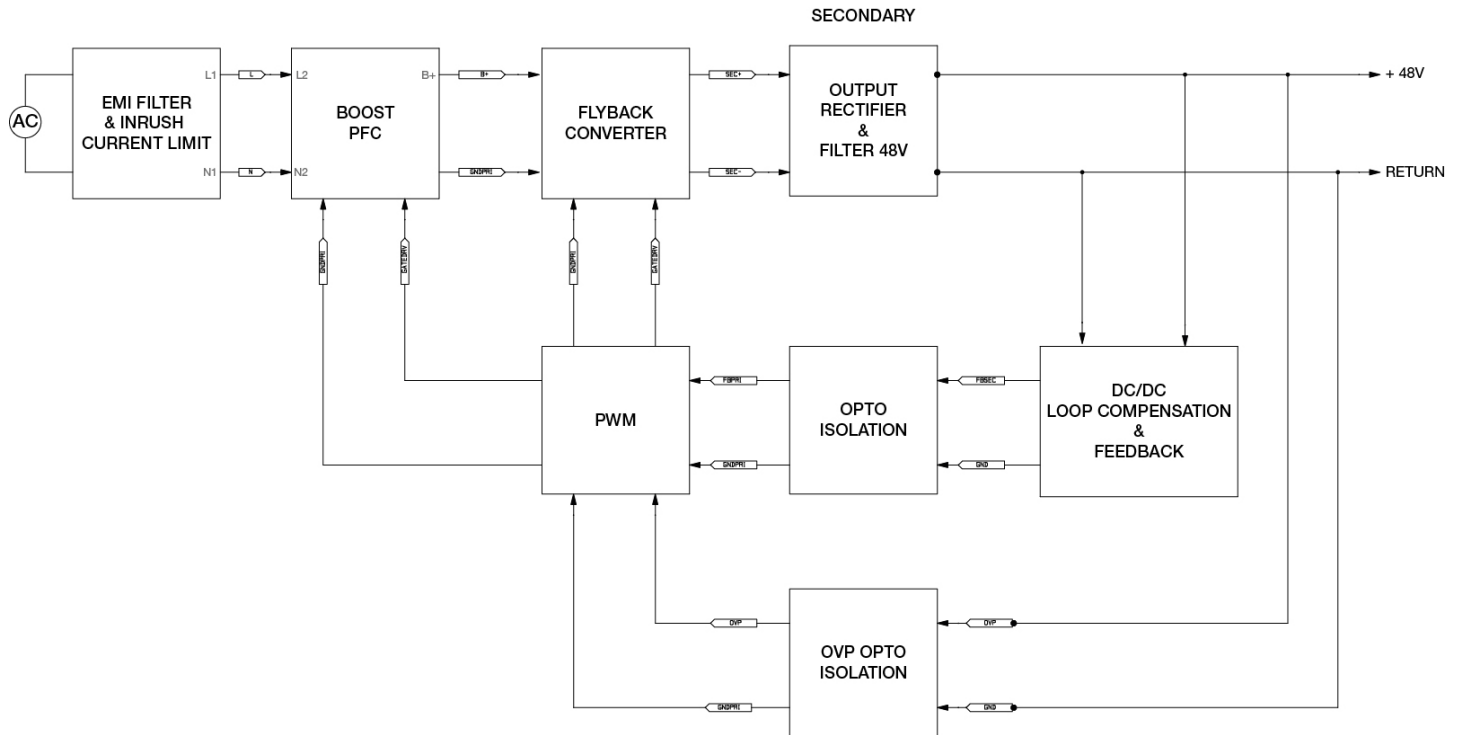 SECONDARY
AC
EMI FILTER
& INRUSH
CURRENT LIMIT
L1
N1
L
N
L2
N2
BOOST
PFC
B+
B+
GNDPRI
FLYBACK
CONVERTER
SEC+
SEC-
OUTPUT
RECTIFIER
&
FILTER 48V
+ 48V
RETURN
GNDPRI
GATEDRV
GNDPRI
GATEDRV
PWM
FBPRI
GNDPRI
OPTO
ISOLATION
FBSEC
GND
DC/DC
LOOP COMPENSATION
&
FEEDBACK
OVP
GNDPRI
OVP OPTO
ISOLATION
OVP
GND